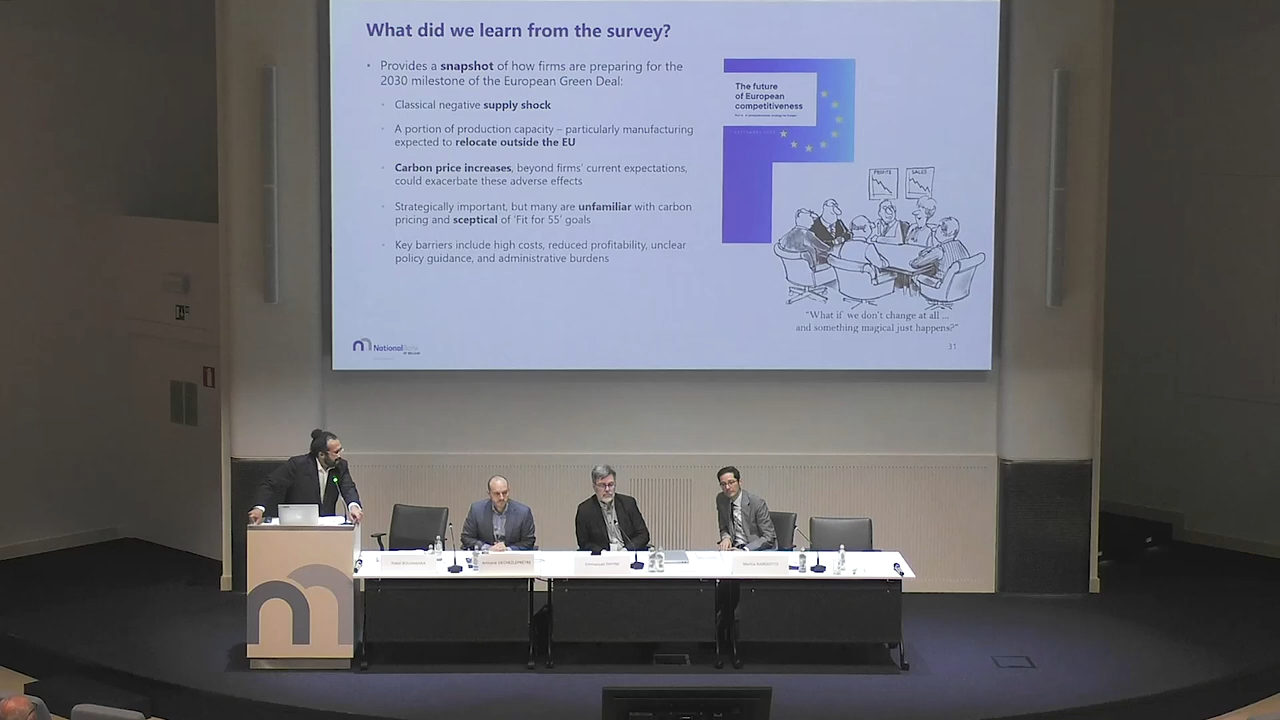 What did we learn from the survey?
• Provides a snapshot of how firms are preparing for the
2030 milestone of the European Green Deal:
• Classical negative supply shock
• A portion of production capacity – particularly manufacturing
expected to relocate outside the EU
• Carbon price increases, beyond firms' current expectations,
could exacerbate these adverse effects
• Strategically important, but many are unfamiliar with carbon
pricing and sceptical of 'Fit for 55' goals
• Key barriers include high costs, reduced profitability, unclear
policy guidance, and administrative burdens
The future
of European
competitiveness
PROFITS
SALES
"What if we don't change at all ...
and something magical just happens?"
NationalBank
OF BELGIUM
31